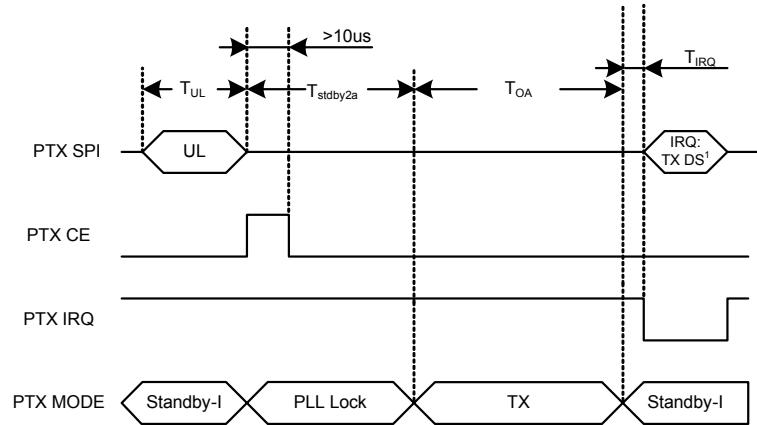 >10us
TIRQ
TUL
Tstdby2a
TOA
PTX SPI
UL
IRQ:
TX DS¹
PTX CE
PTX IRQ
PTX MODE
Standby-I
PLL Lock
TX
Standby-I